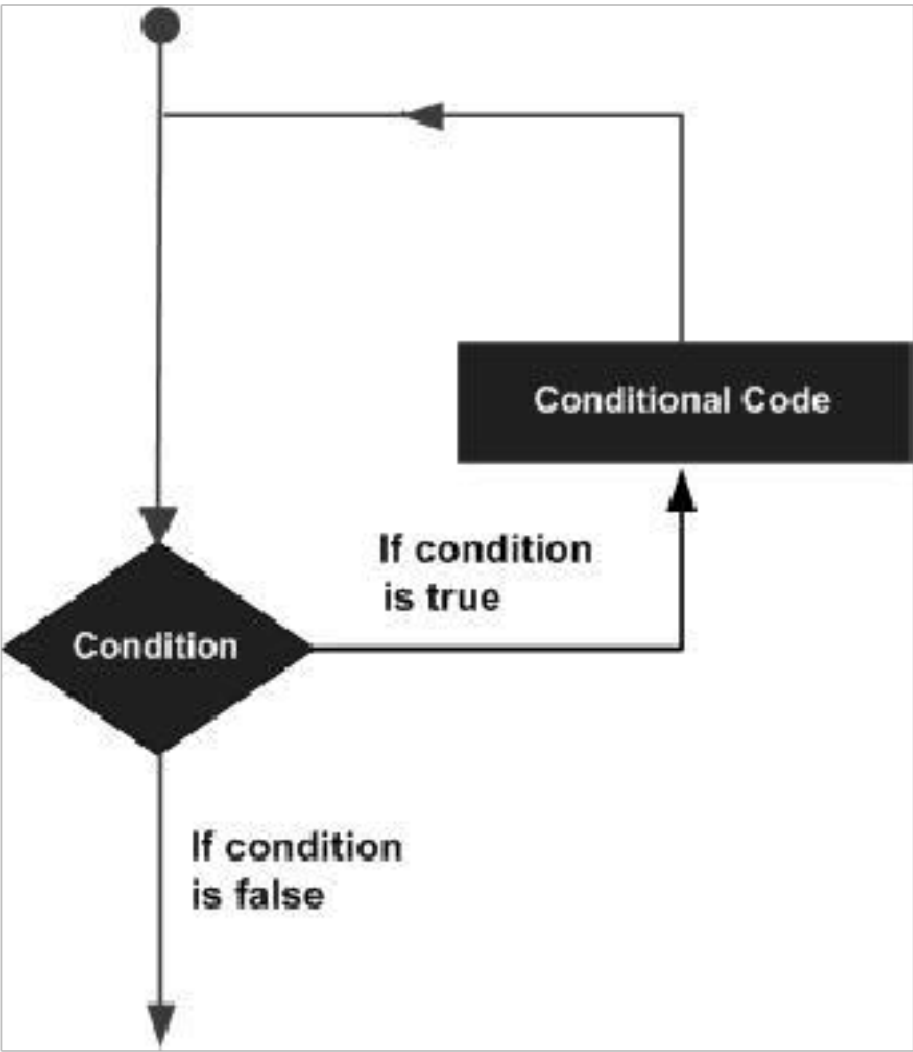 Conditional Code
If condition
is true
Condition
If condition
is false